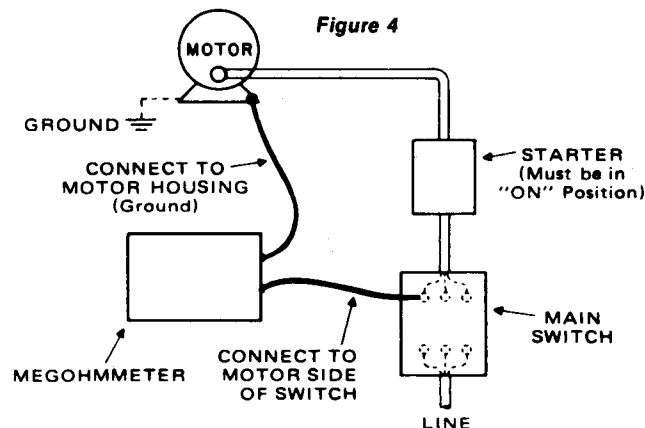 Figure 4
MOTOR
GROUND
CONNECT TO
MOTOR HOUSING
(Ground)
STARTER
(Must be in
"ON" Position)
MEGOHMMETER
CONNECT TO
MOTOR SIDE
OF SWITCH
MAIN
SWITCH
LINE